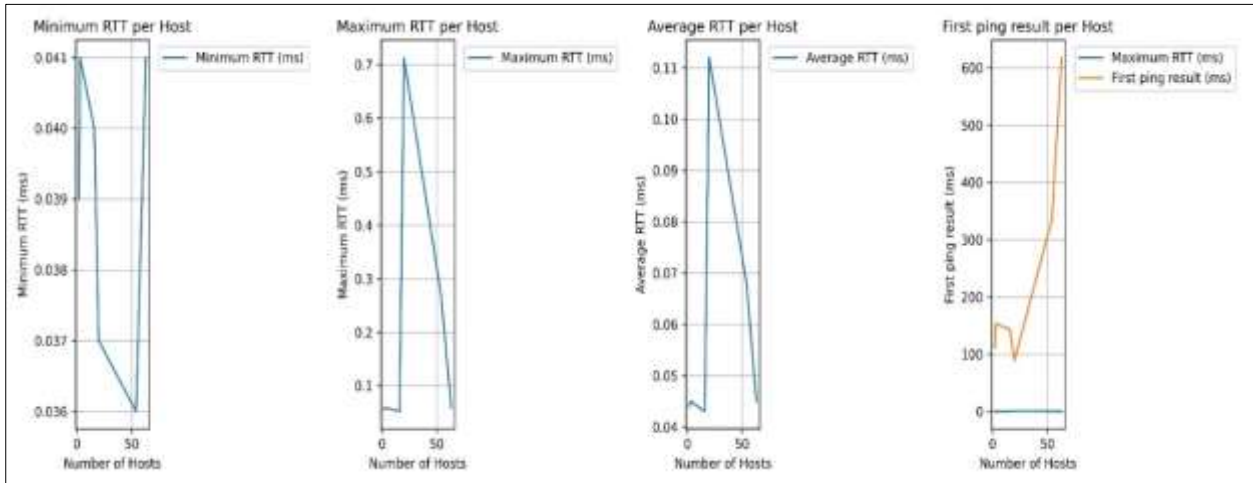 Minimum RTT per Host
Minimum RTT (ms)
0.041
0.040
0.039
0.038
0.037
0.036
Minimum RTT (ms)
0
50
Number of Hosts
Maximum RTT per Host
Maximum RTT (ms)
0.7
0.6
0.5
0.4
0.3
0.2
0.1
Maximum RTT (ms)
0
50
Number of Hosts
Average RTT per Host
Average RTT (ms)
0.11
0.10
0.09
0.08
0.07
0.06
0.05
0.04
Average RTT (ms)
0
50
Number of Hosts
First ping result per Host
Maximum RTT (ms)
First ping result (ms)
600
500
400
300
200
100
0
First ping result (ms)
0
50
Number of Hosts